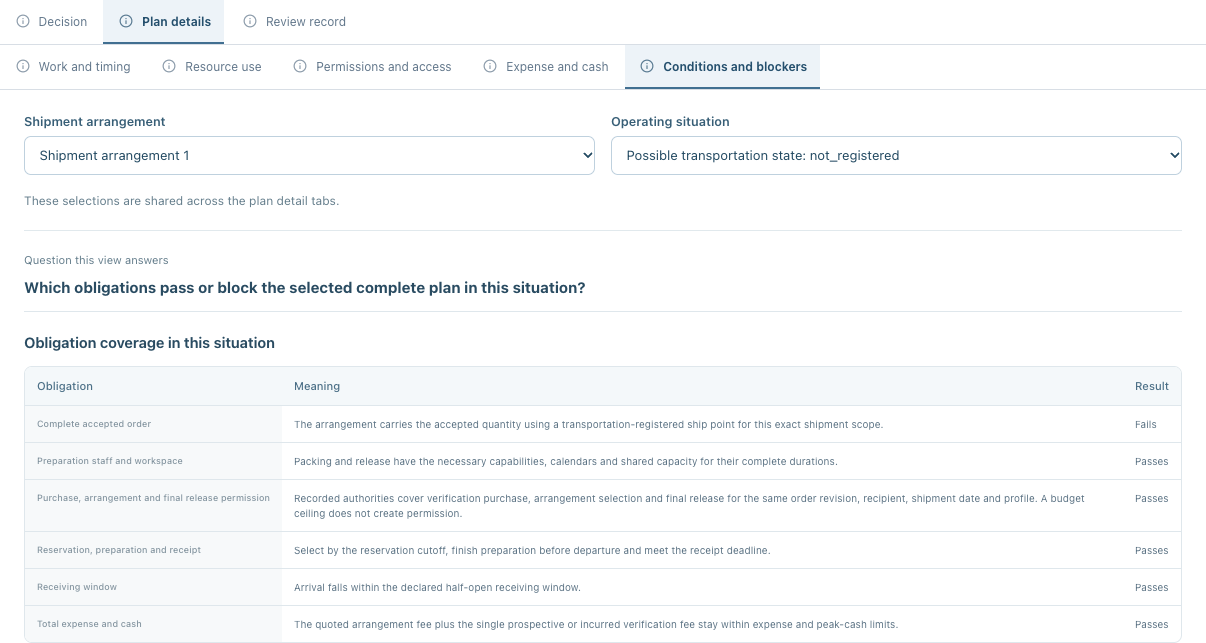 Decision Plan details Review record
Work and timing Resource use Permissions and access Expense and cash Conditions and blockers
Shipment arrangement Operating situation
Shipment arrangement 1 Possible transportation state: not_registered
These selections are shared across the plan detail tabs.
Question this view answers
Which obligations pass or block the selected complete plan in this situation?
Obligation coverage in this situation
Obligation Meaning Result
Complete accepted order The arrangement carries the accepted quantity using a transportation-registered ship point for this exact shipment scope. Fails
Preparation staff and workspace Packing and release have the necessary capabilities, calendars and shared capacity for their complete durations. Passes
Purchase, arrangement and final release permission Recorded authorities cover verification purchase, arrangement selection and final release for the same order revision, recipient, shipment date and profile. A budget Passes
ceiling does not create permission.
Reservation, preparation and receipt Select by the reservation cutoff, finish preparation before departure and meet the receipt deadline. Passes
Receiving window Arrival falls within the declared half-open receiving window. Passes
Total expense and cash The quoted arrangement fee plus the single prospective or incurred verification fee stay within expense and peak-cash limits. Passes